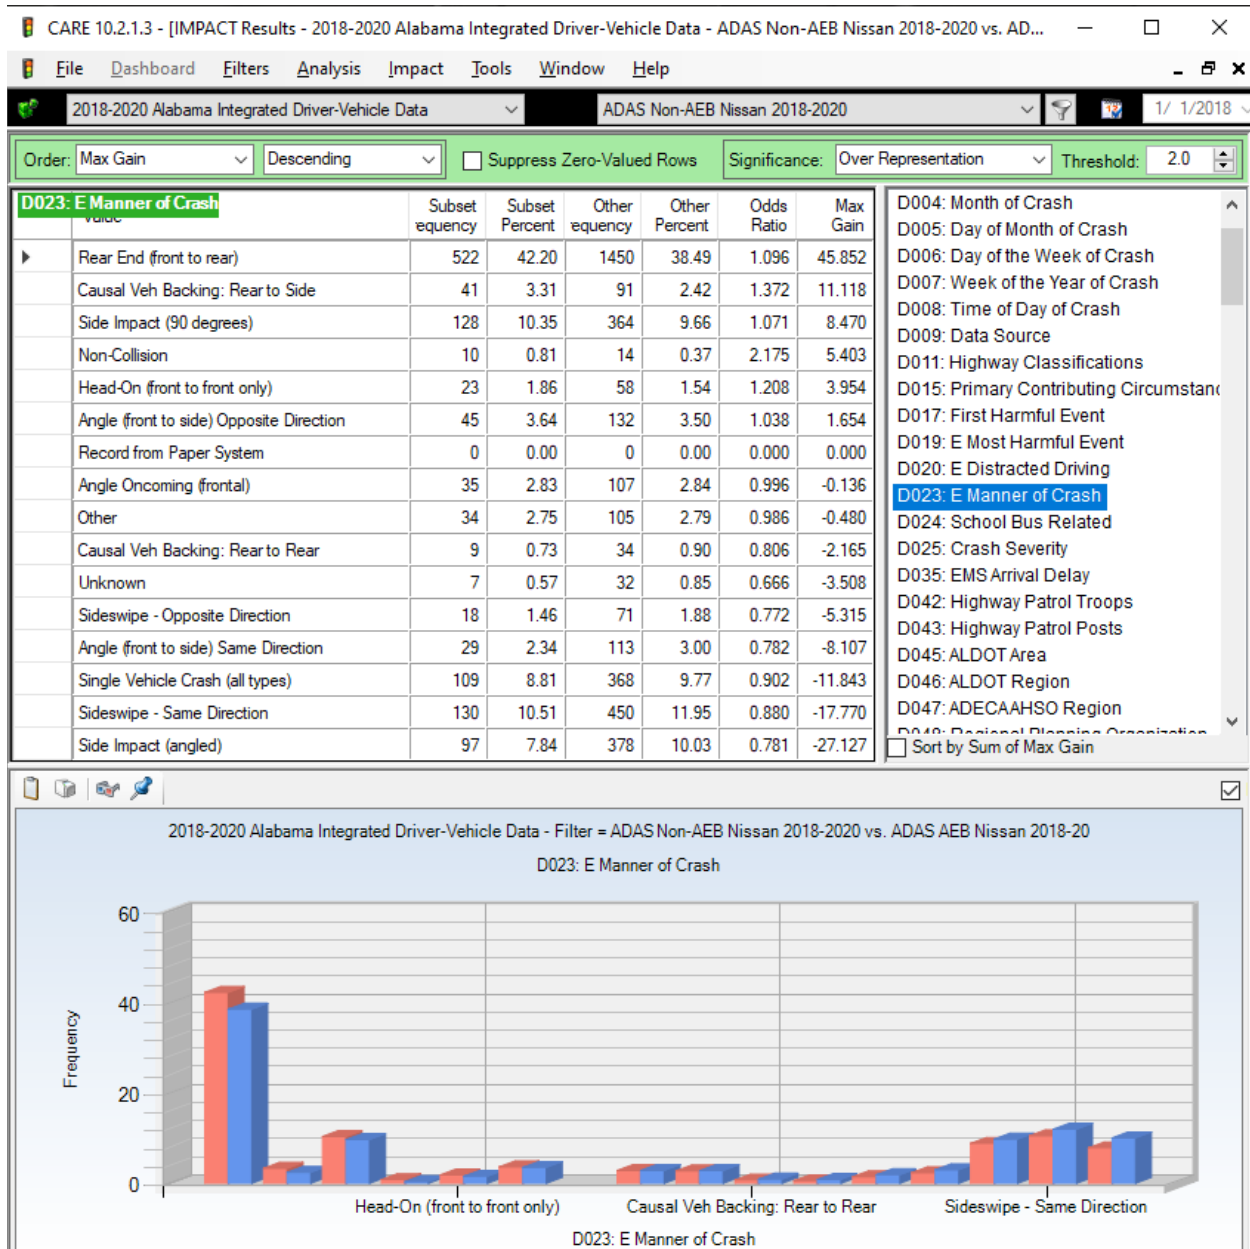 CARE 10.2.1.3 - [IMPACT Results - 2018-2020 Alabama Integrated Driver-Vehicle Data - ADAS Non-AEB Nissan 2018-2020 vs. AD...
File Dashboard Filters Analysis Impact Tools Window Help
2018-2020 Alabama Integrated Driver-Vehicle Data ADAS Non-AEB Nissan 2018-2020 1/ 1/2018
Order: Max Gain Descending Suppress Zero-Valued Rows Significance: Over Representation Threshold: 2.0
D023: E Manner of Crash
Value Subset equency Subset Percent Other equency Other Percent Odds Ratio Max Gain
Rear End (front to rear) 522 42.20 1450 38.49 1.096 45.852
Causal Veh Backing: Rear to Side 41 3.31 91 2.42 1.372 11.118
Side Impact (90 degrees) 128 10.35 364 9.66 1.071 8.470
Non-Collision 10 0.81 14 0.37 2.175 5.403
Head-On (front to front only) 23 1.86 58 1.54 1.208 3.954
Angle (front to side) Opposite Direction 45 3.64 132 3.50 1.038 1.654
Record from Paper System 0 0.00 0 0.00 0.000 0.000
Angle Oncoming (frontal) 35 2.83 107 2.84 0.996 -0.136
Other 34 2.75 105 2.79 0.986 -0.480
Causal Veh Backing: Rear to Rear 9 0.73 34 0.90 0.806 -2.165
Unknown 7 0.57 32 0.85 0.666 -3.508
Sideswipe - Opposite Direction 18 1.46 71 1.88 0.772 -5.315
Angle (front to side) Same Direction 29 2.34 113 3.00 0.782 -8.107
Single Vehicle Crash (all types) 109 8.81 368 9.77 0.902 -11.843
Sideswipe - Same Direction 130 10.51 450 11.95 0.880 -17.770
Side Impact (angled) 97 7.84 378 10.03 0.781 -27.127
D004: Month of Crash
D005: Day of Month of Crash
D006: Day of the Week of Crash
D007: Week of the Year of Crash
D008: Time of Day of Crash
D009: Data Source
D011: Highway Classifications
D015: Primary Contributing Circumstanc
D017: First Harmful Event
D019: E Most Harmful Event
D020: E Distracted Driving
D023: E Manner of Crash
D024: School Bus Related
D025: Crash Severity
D035: EMS Arrival Delay
D042: Highway Patrol Troops
D043: Highway Patrol Posts
D045: ALDOT Area
D046: ALDOT Region
D047: ADECAAHSO Region
D048: Regional Planning Organization
Sort by Sum of Max Gain
2018-2020 Alabama Integrated Driver-Vehicle Data - Filter = ADAS Non-AEB Nissan 2018-2020 vs. ADAS AEB Nissan 2018-20
D023: E Manner of Crash
Frequency
60
40
20
0
Head-On (front to front only) Causal Veh Backing: Rear to Rear Sideswipe - Same Direction
D023: E Manner of Crash